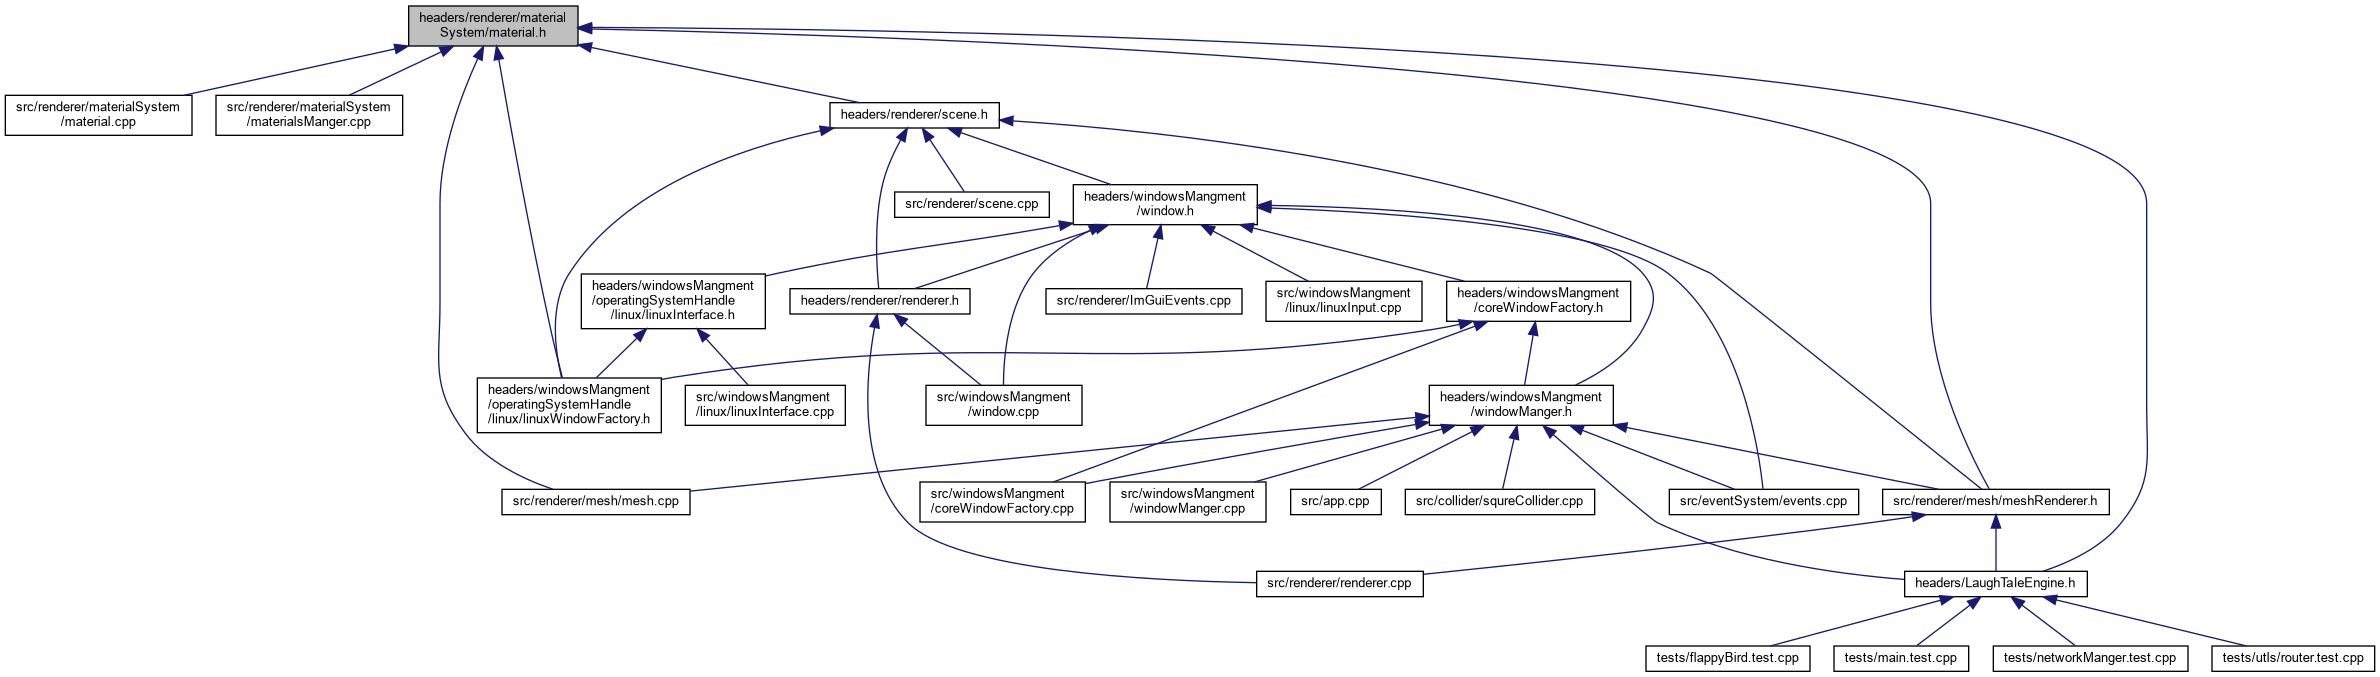 headers/renderer/material
System/material.h
src/renderer/materialSystem
/material.cpp
src/renderer/materialSystem
/materialsManger.cpp
headers/renderer/scene.h
src/renderer/scene.cpp
headers/windowsMangment
/window.h
headers/windowsMangment
/operatingSystemHandle
/linux/linuxInterface.h
headers/renderer/renderer.h
src/renderer/ImGuiEvents.cpp
src/windowsMangment
/linux/linuxInput.cpp
headers/windowsMangment
/coreWindowFactory.h
headers/windowsMangment
/operatingSystemHandle
/linux/linuxWindowFactory.h
src/windowsMangment
/linux/linuxInterface.cpp
src/windowsMangment
/window.cpp
headers/windowsMangment
/windowManger.h
src/renderer/mesh/mesh.cpp
src/windowsMangment
/coreWindowFactory.cpp
src/windowsMangment
/windowManger.cpp
src/app.cpp
src/collider/squreCollider.cpp
src/eventSystem/events.cpp
src/renderer/mesh/meshRenderer.h
src/renderer/renderer.cpp
headers/LaughTaleEngine.h
tests/flappyBird.test.cpp
tests/main.test.cpp
tests/networkManger.test.cpp
tests/utls/router.test.cpp